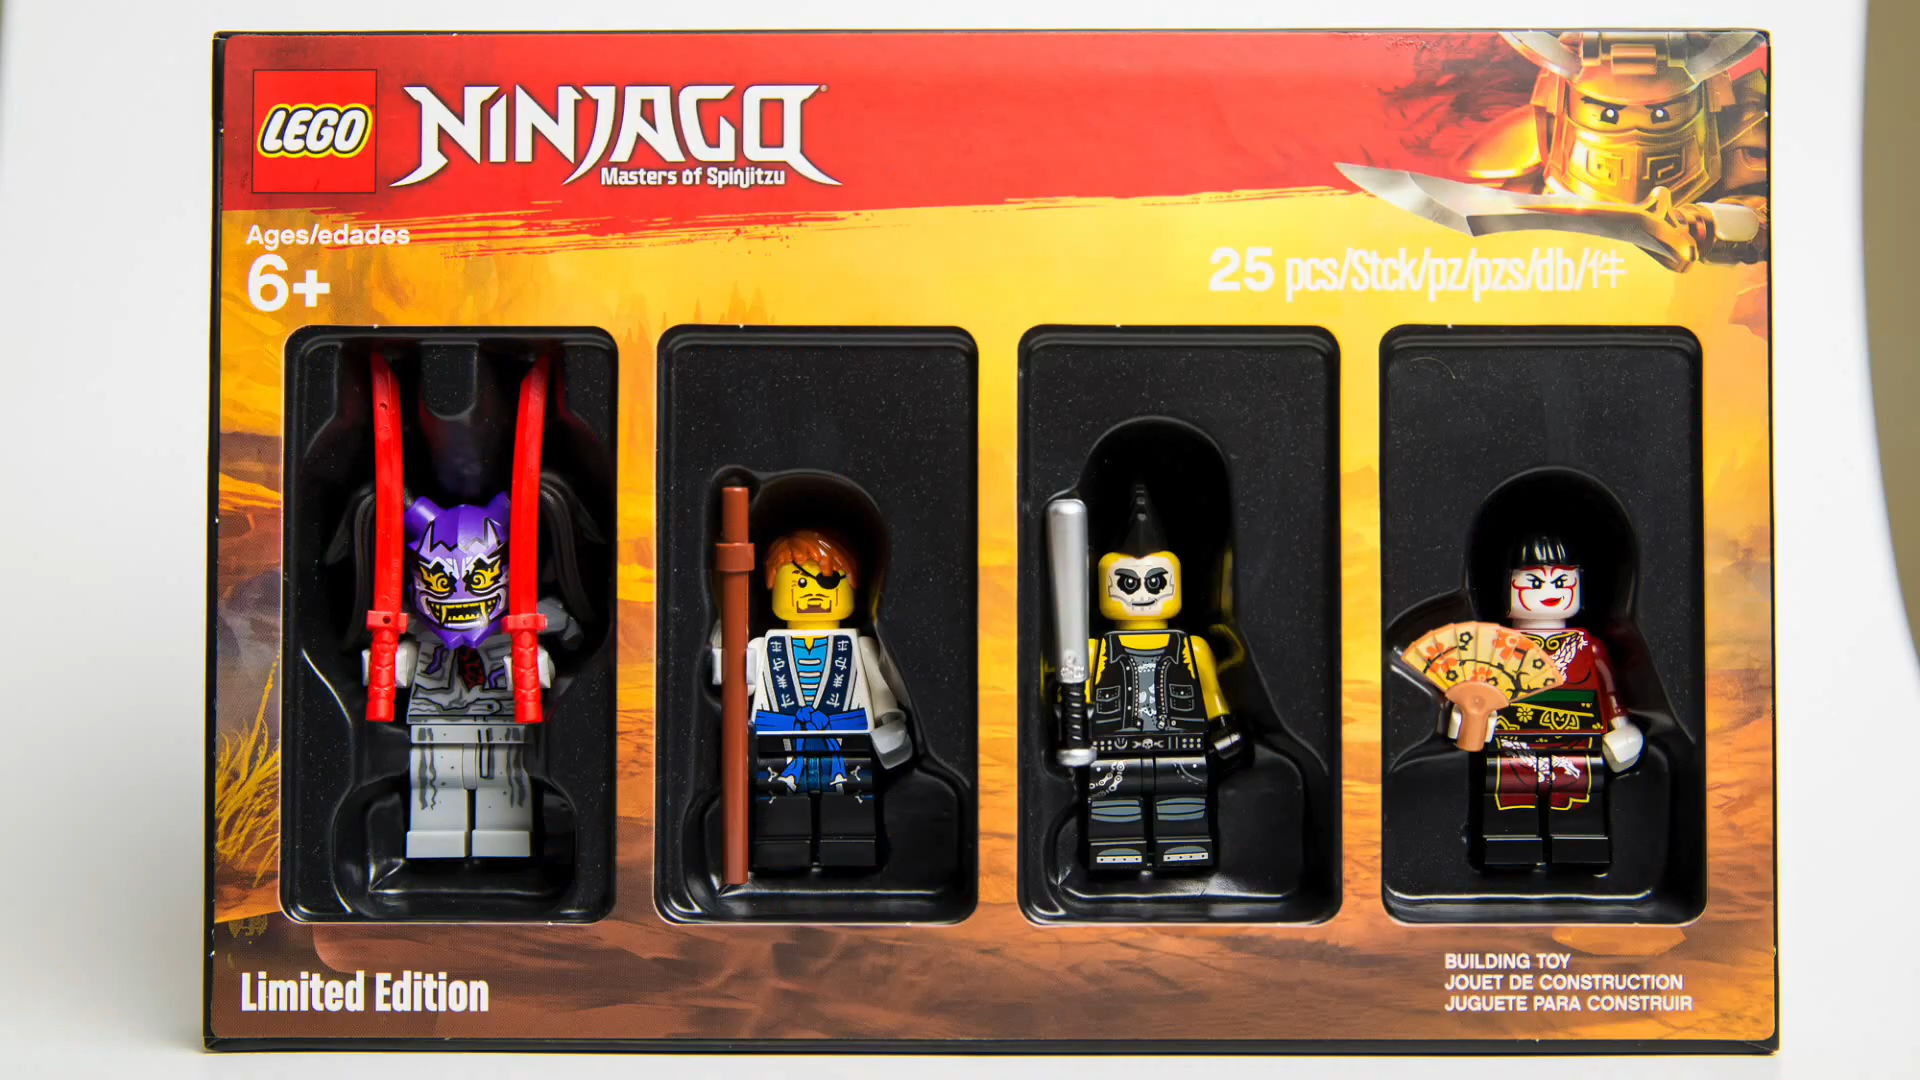 LEGO
NINJAGO
Masters of Spinjitzu
Ages/edades
6+
25 pcs/Stck/pz/pzs/db/件
Limited Edition
BUILDING TOY
JOUET DE CONSTRUCTION
JUGUETE PARA CONSTRUIR